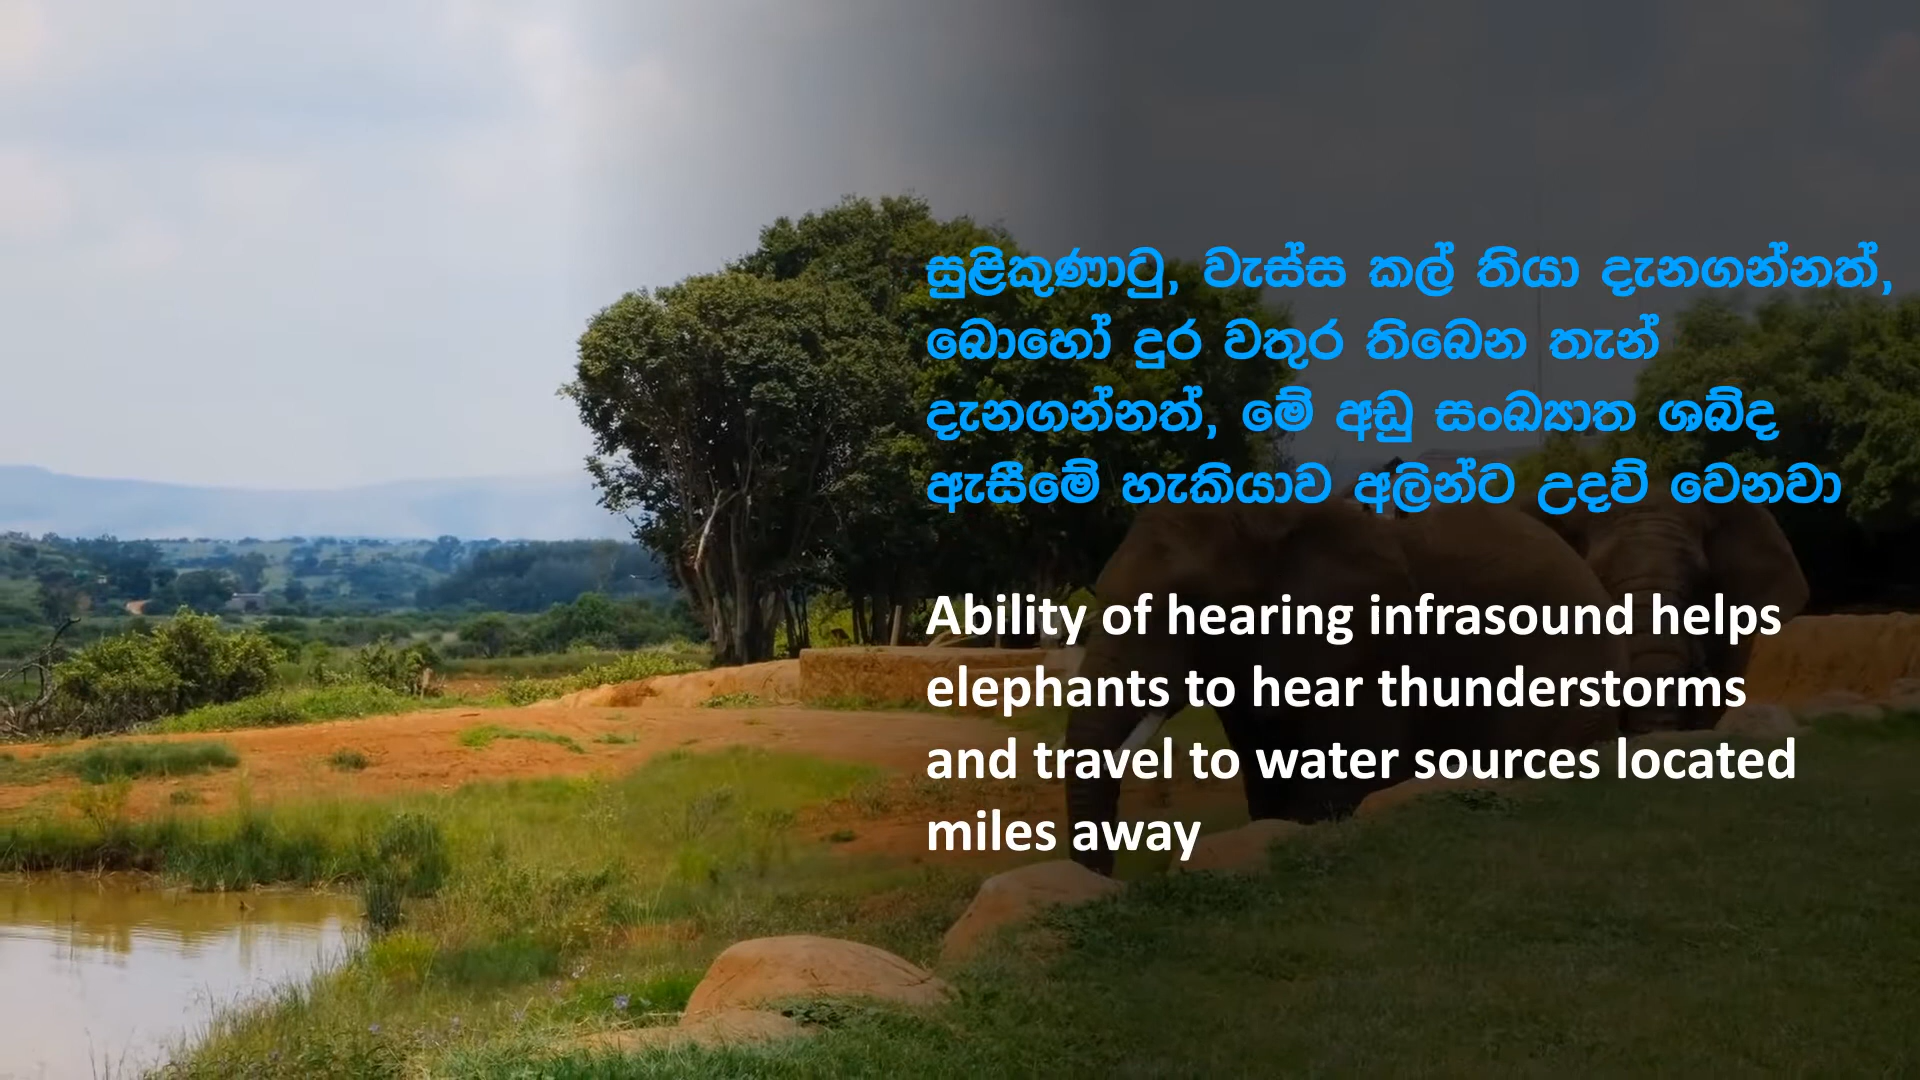 සුළිකුණාටු, වැස්ස කල් තියා දැනගන්නත්,
බොහෝ දුර වතුර තිබෙන තැන්
දැනගන්නත්, මේ අඩු සංඛ්‍යාත ශබ්ද
ඇසීමේ හැකියාව අලින්ට උදව් වෙනවා
Ability of hearing infrasound helps
elephants to hear thunderstorms
and travel to water sources located
miles away